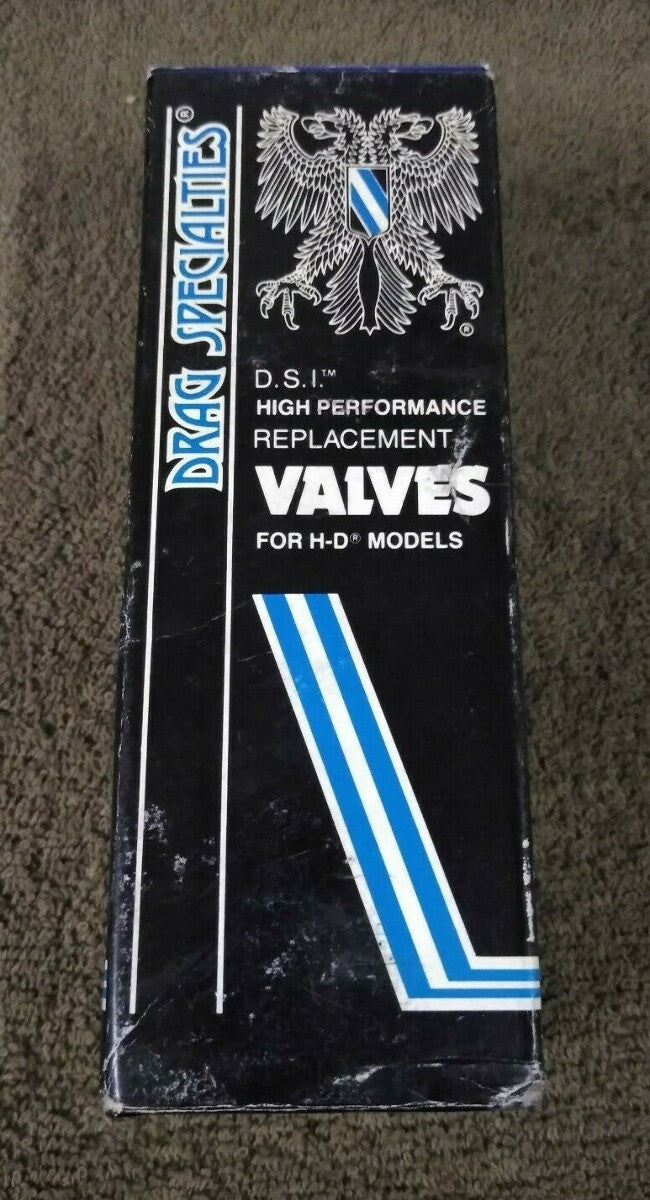 DRAG SPECIALTIES®
®
D.S.I.™
HIGH PERFORMANCE
REPLACEMENT
VALVES
FOR H-D® MODELS